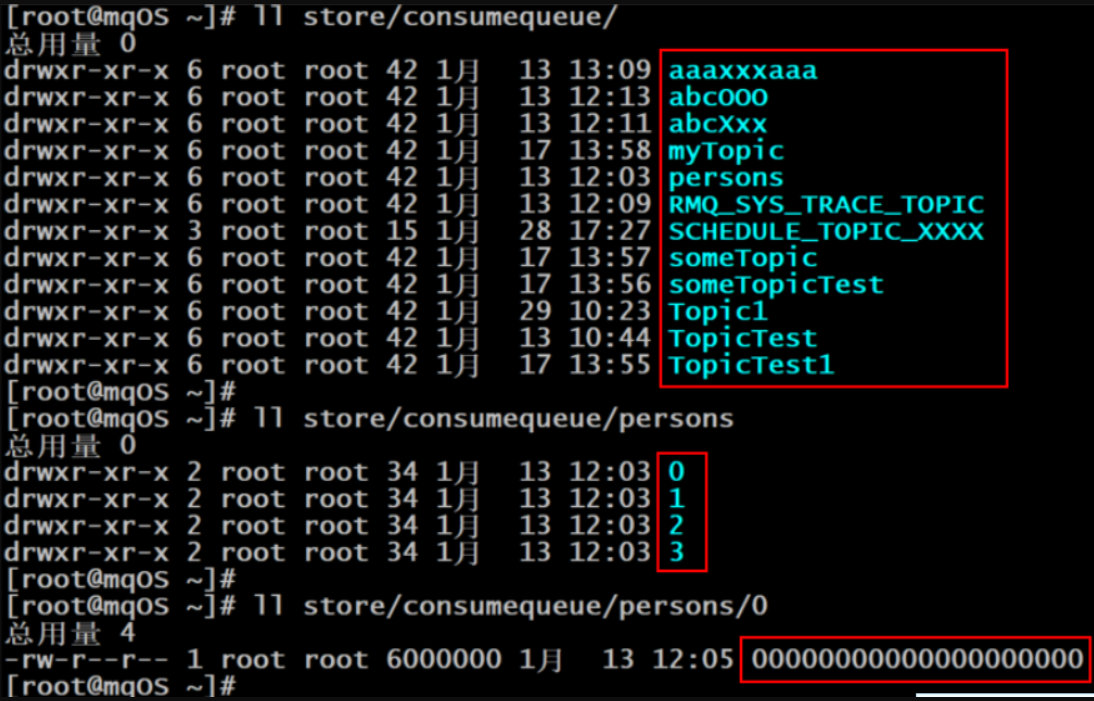 [root@mqOS ~]# ll store/consumequeue/
总用量 0
drwxr-xr-x 6 root root 42 1月  13 13:09 aaaxxxaaa
drwxr-xr-x 6 root root 42 1月  13 12:13 abcOOO
drwxr-xr-x 6 root root 42 1月  13 12:11 abcXxx
drwxr-xr-x 6 root root 42 1月  17 13:58 myTopic
drwxr-xr-x 6 root root 42 1月  13 12:03 persons
drwxr-xr-x 6 root root 42 1月  13 12:09 RMQ_SYS_TRACE_TOPIC
drwxr-xr-x 3 root root 15 1月  28 17:27 SCHEDULE_TOPIC_XXXX
drwxr-xr-x 6 root root 42 1月  17 13:57 someTopic
drwxr-xr-x 6 root root 42 1月  17 13:56 someTopicTest
drwxr-xr-x 6 root root 42 1月  29 10:23 Topic1
drwxr-xr-x 6 root root 42 1月  13 10:44 TopicTest
drwxr-xr-x 6 root root 42 1月  17 13:55 TopicTest1
[root@mqOS ~]#
[root@mqOS ~]# ll store/consumequeue/persons
总用量 0
drwxr-xr-x 2 root root 34 1月  13 12:03 0
drwxr-xr-x 2 root root 34 1月  13 12:03 1
drwxr-xr-x 2 root root 34 1月  13 12:03 2
drwxr-xr-x 2 root root 34 1月  13 12:03 3
[root@mqOS ~]#
[root@mqOS ~]# ll store/consumequeue/persons/0
总用量 4
-rw-r--r-- 1 root root 6000000 1月  13 12:05 00000000000000000000
[root@mqOS ~]#